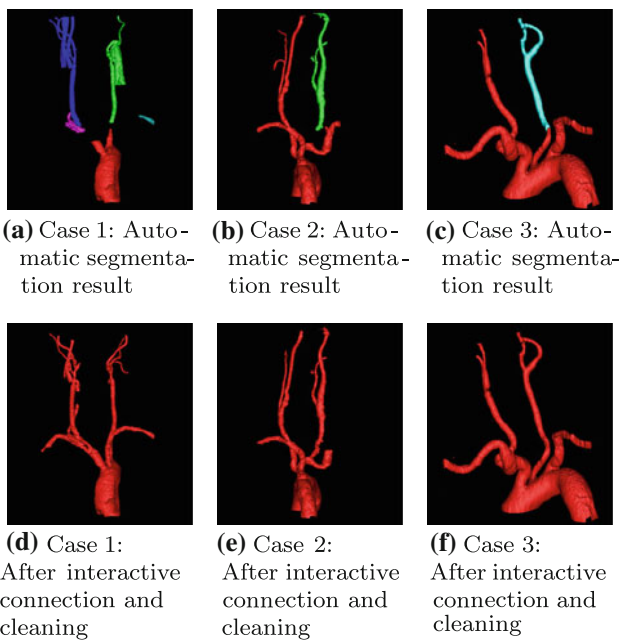 (a) Case 1: Auto-
matic segmenta-
tion result
(b) Case 2: Auto-
matic segmenta-
tion result
(c) Case 3: Auto-
matic segmenta-
tion result
(d) Case 1:
After interactive
connection and
cleaning
(e) Case 2:
After interactive
connection and
cleaning
(f) Case 3:
After interactive
connection and
cleaning